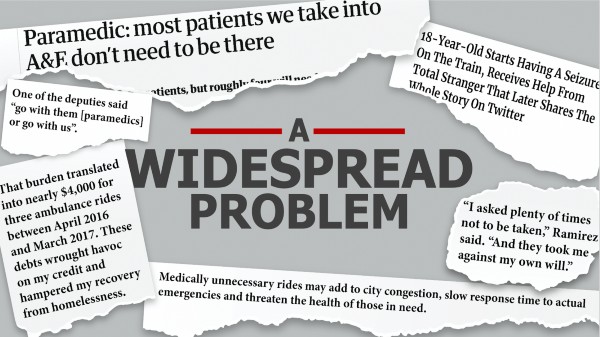 Paramedic: most patients we take into
A&E don't need to be there
patients, but roughly four will not
18-Year-Old Starts Having A Seizure
On The Train, Receives Help From
Total Stranger That Later Shares The
Whole Story On Twitter
One of the deputies said
“go with them [paramedics]
or go with us”.
A
WIDESPREAD
PROBLEM
That burden translated
into nearly $4,000 for
three ambulance rides
between April 2016
and March 2017. These
debts wrought havoc
on my credit and
hampered my recovery
from homelessness.
“I asked plenty of times
not to be taken,” Ramirez
said. “And they took me
against my own will.”
Medically unnecessary rides may add to city congestion, slow response time to actual
emergencies and threaten the health of those in need.